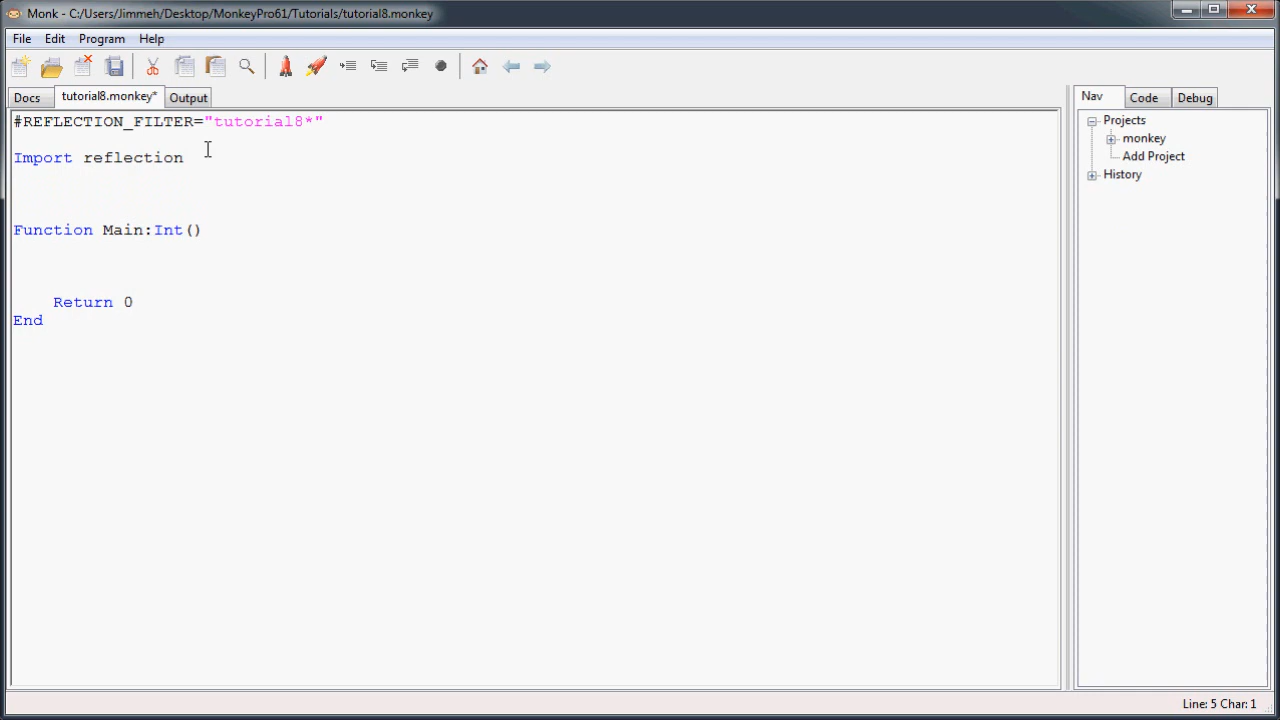 Monk - C:/Users/Jimmeh/Desktop/MonkeyPro61/Tutorials/tutorial8.monkey
File Edit Program Help
Docs tutorial8.monkey* Output
Nav Code Debug
#REFLECTION_FILTER="tutorial8*"
Import reflection
Function Main:Int()
Return 0
End
Projects
monkey
Add Project
History
Line: 5 Char: 1